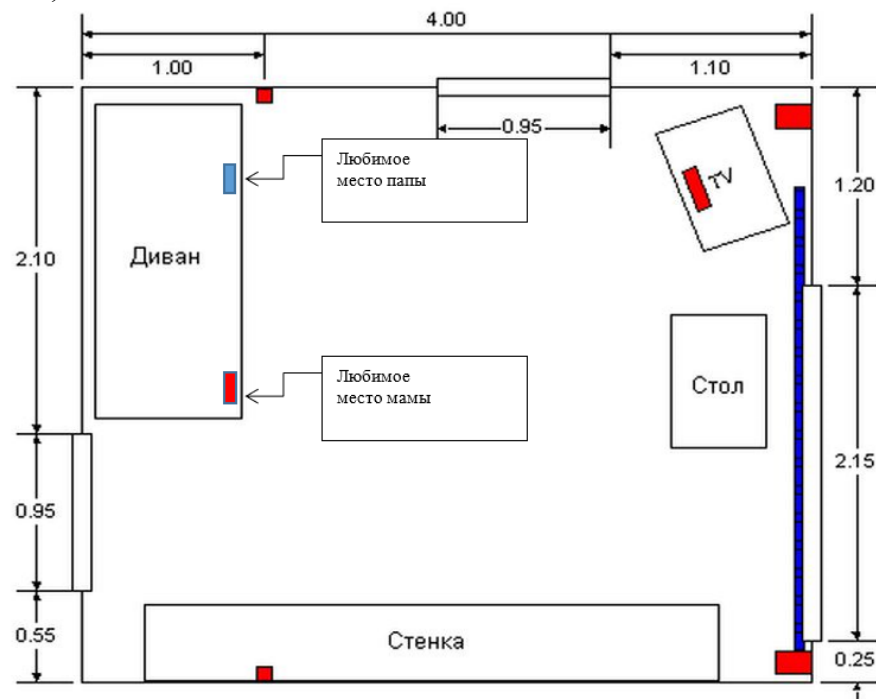 4.00
1.00
1.10
0.95
Любимое
место папы
TV
1.20
2.10
Диван
Любимое
место мамы
Стол
2.15
0.95
0.55
Стенка
0.25